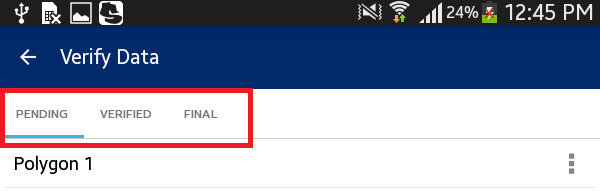 24% 12:45 PM
Verify Data
PENDING VERIFIED FINAL
Polygon 1